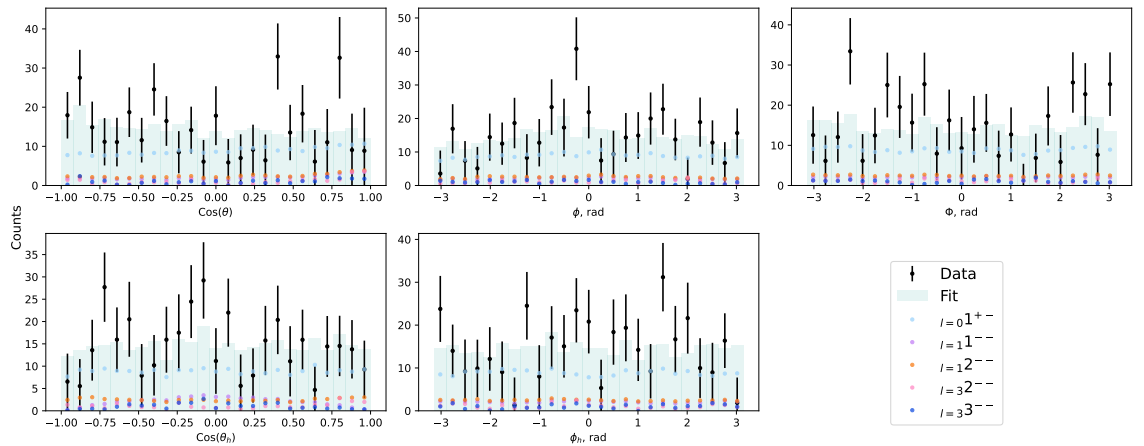 40
30
20
10
0
−1.00 −0.75 −0.50 −0.25 0.00 0.25 0.50 0.75 1.00
Cos(θ)
50
40
30
20
10
0
−3 −2 −1 0 1 2 3
ϕ, rad
40
30
20
10
0
−3 −2 −1 0 1 2 3
Φ, rad
Counts
35
30
25
20
15
10
5
0
−1.00 −0.75 −0.50 −0.25 0.00 0.25 0.50 0.75 1.00
Cos(θ_h)
40
30
20
10
0
−3 −2 −1 0 1 2 3
ϕ_h, rad
Data
Fit
_{l=0}1^{+−}
_{l=1}1^{−−}
_{l=1}2^{−−}
_{l=3}2^{−−}
_{l=3}3^{−−}